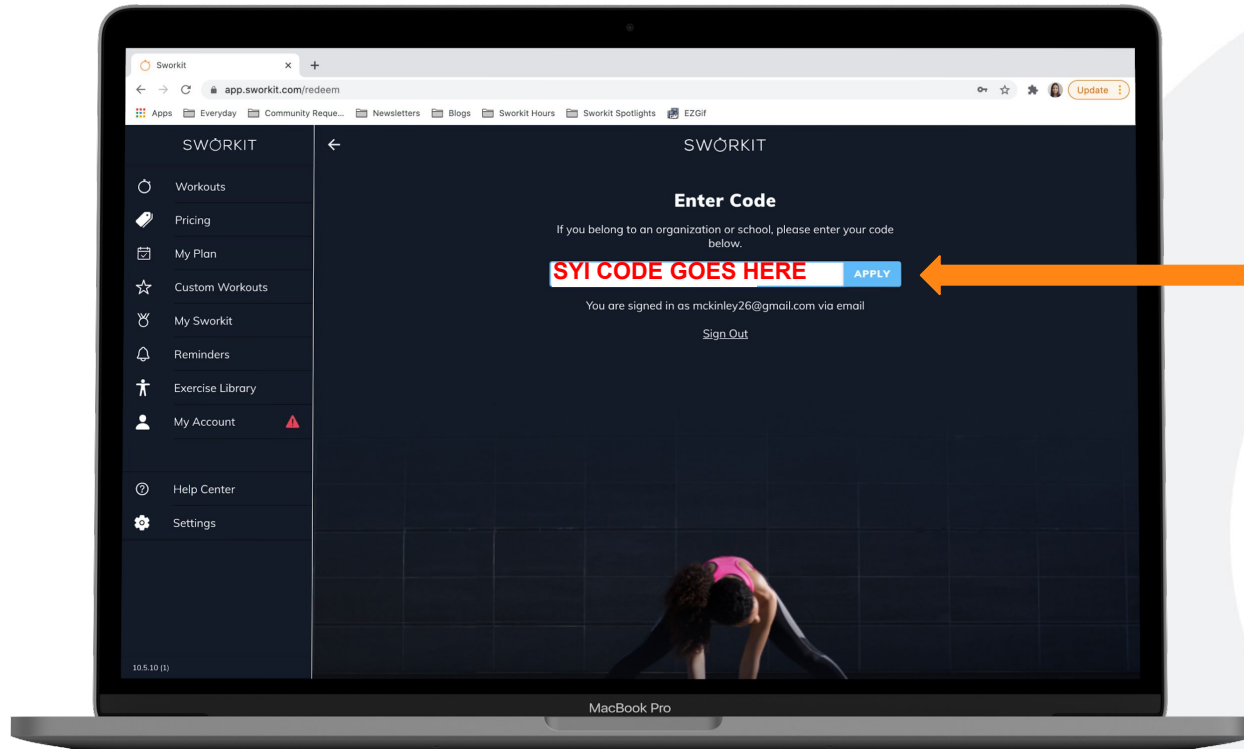 Sworkit
app.sworkit.com/redeem
Update
Apps Everyday Community Reque... Newsletters Blogs Sworkit Hours Sworkit Spotlights EZGif
SWORKIT
Workouts
Pricing
My Plan
Custom Workouts
My Sworkit
Reminders
Exercise Library
My Account
Help Center
Settings
10.5.10 (1)
SWORKIT
Enter Code
If you belong to an organization or school, please enter your code
below.
SYI CODE GOES HERE APPLY
You are signed in as mckinley26@gmail.com via email
Sign Out
MacBook Pro